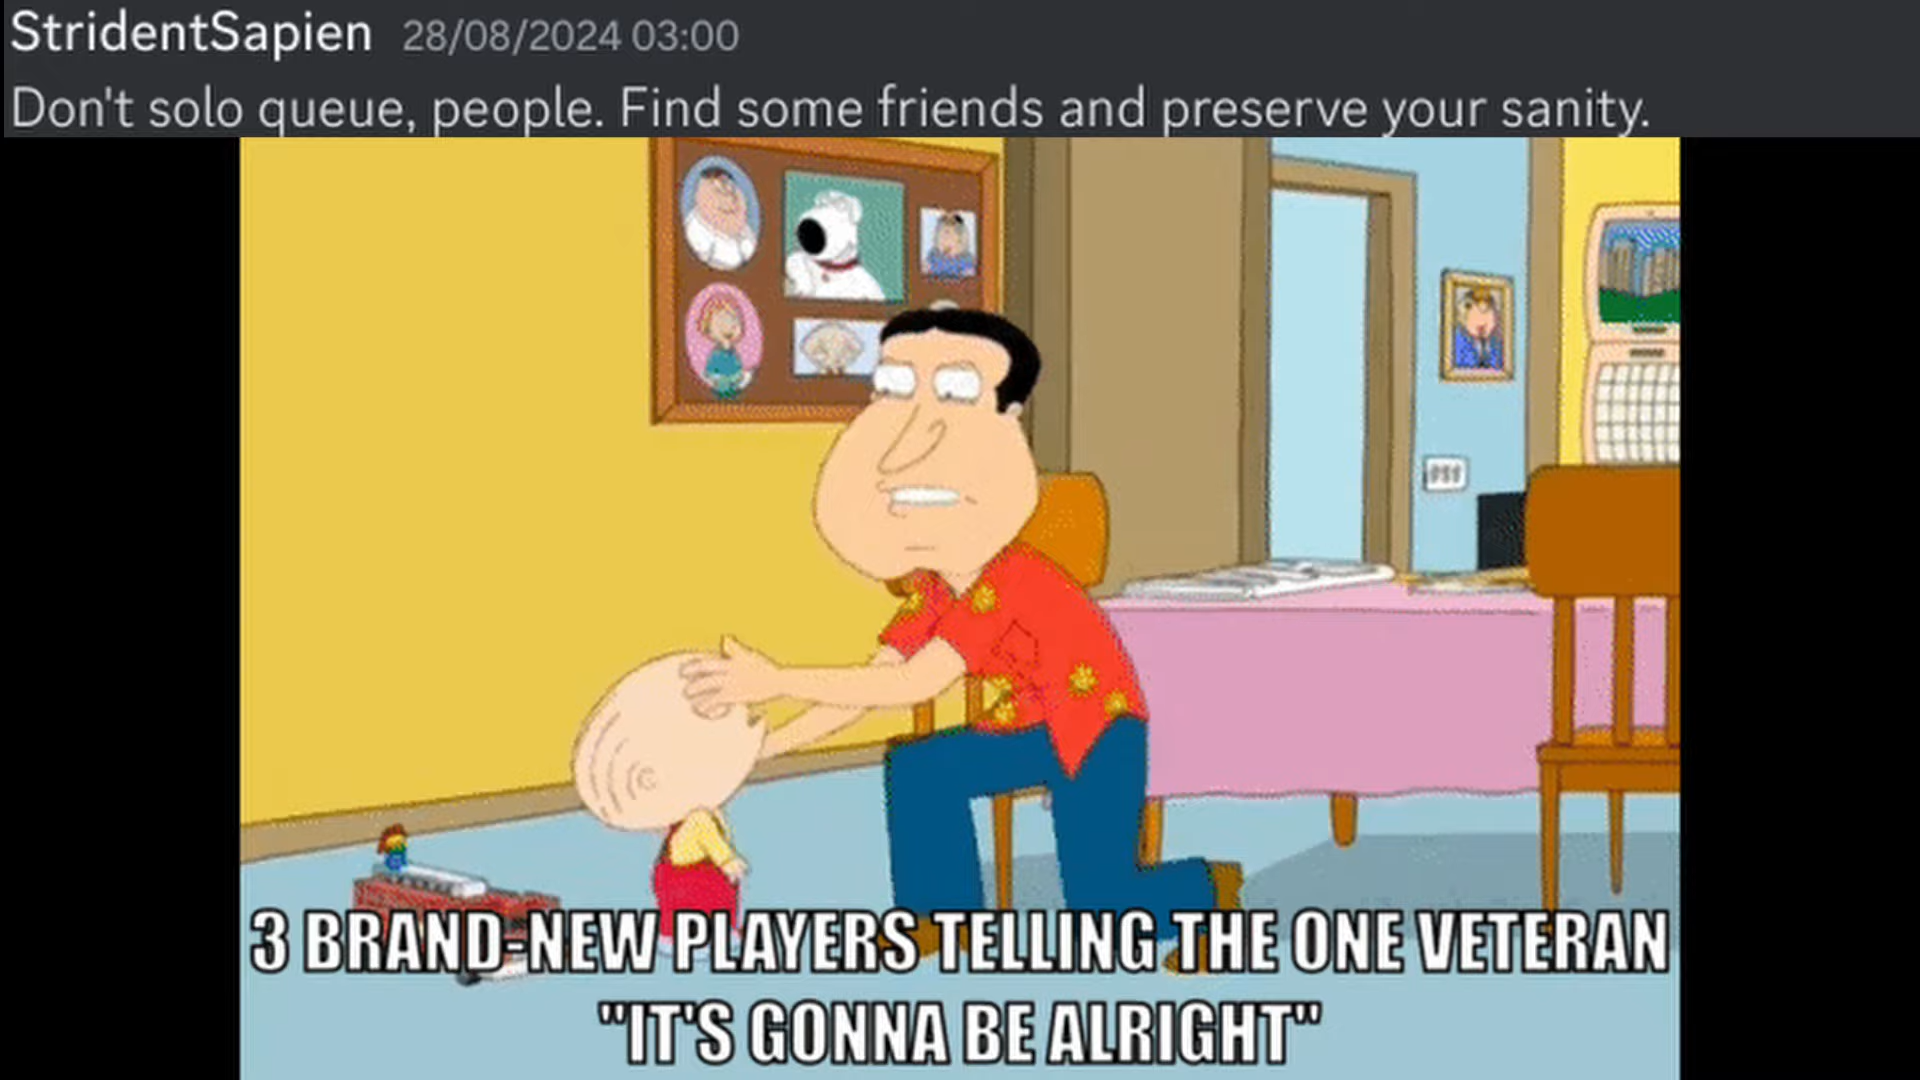 StridentSapien 28/08/2024 03:00
Don't solo queue, people. Find some friends and preserve your sanity.
3 BRAND-NEW PLAYERS TELLING THE ONE VETERAN
"IT'S GONNA BE ALRIGHT"